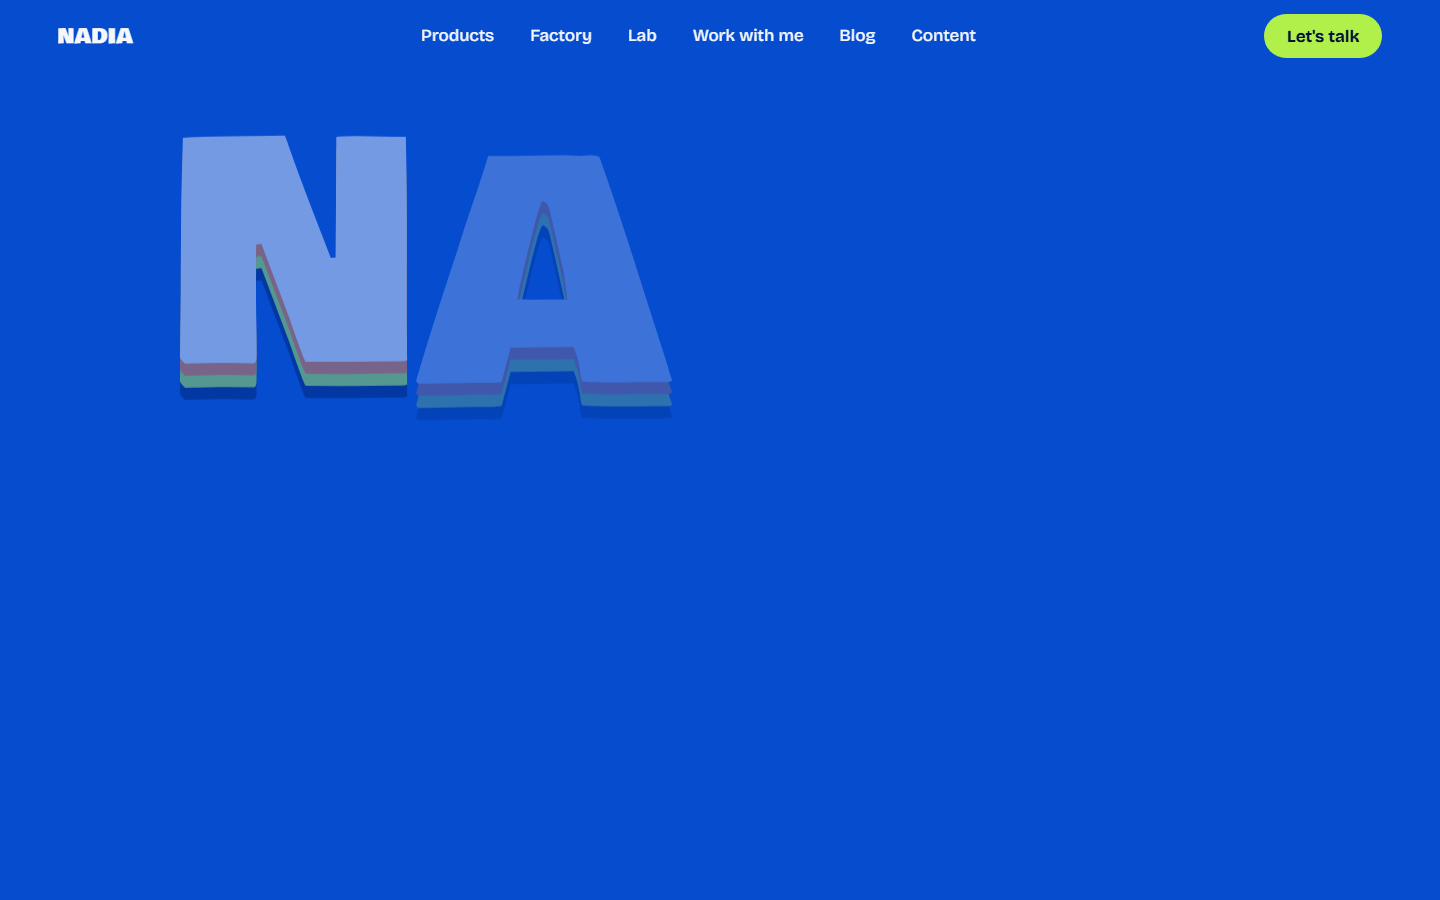 NADIA
Products
Factory
Lab
Work with me
Blog
Content
Let's talk
NA